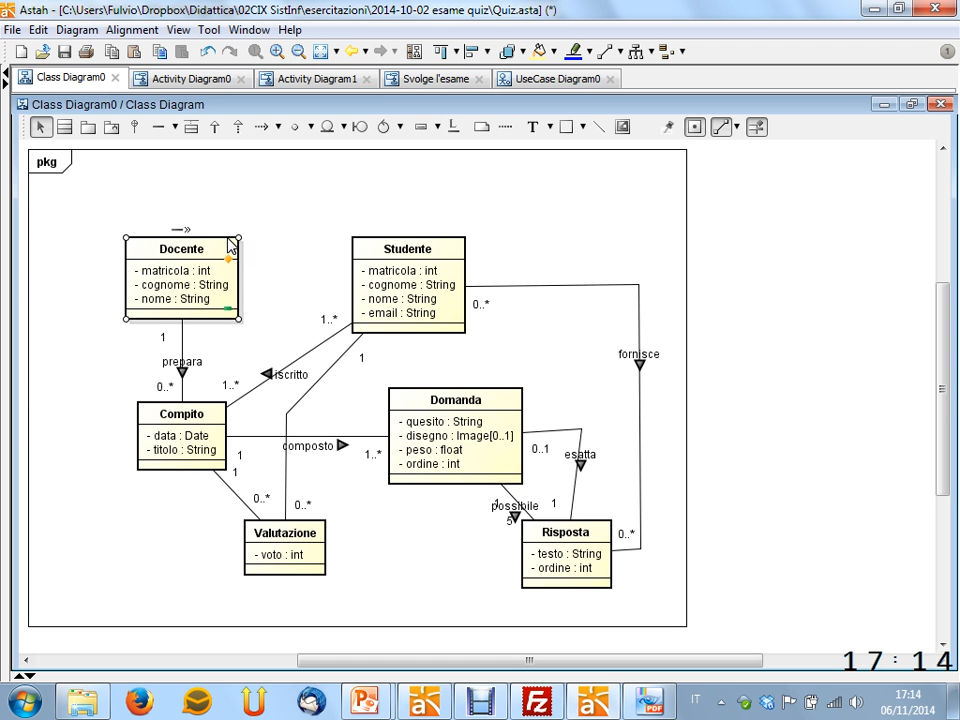 Astah - [C:\Users\Fulvio\Dropbox\Didattica\02CIX SistInf\esercitazioni\2014-10-02 esame quiz\Quiz.asta] (*)
File Edit Diagram Alignment View Tool Window Help
1
Class Diagram0 Activity Diagram0 Activity Diagram1 Svolge l'esame UseCase Diagram0
Class Diagram0 / Class Diagram
T
pkg
Docente
- matricola : int
- cognome : String
- nome : String
Studente
- matricola : int
- cognome : String
- nome : String
- email : String
0..*
1..*
1
prepara
0..*
1..*
iscritto
1
fornisce
Compito
- data : Date
- titolo : String
composto
1
1..*
Domanda
- quesito : String
- disegno : Image[0..1]
- peso : float
- ordine : int
0..1
esatta
1
1
0..*
0..*
1
possibile
5
Valutazione
- voto : int
Risposta
- testo : String
- ordine : int
0..*
17:14
IT
17:14
06/11/2014